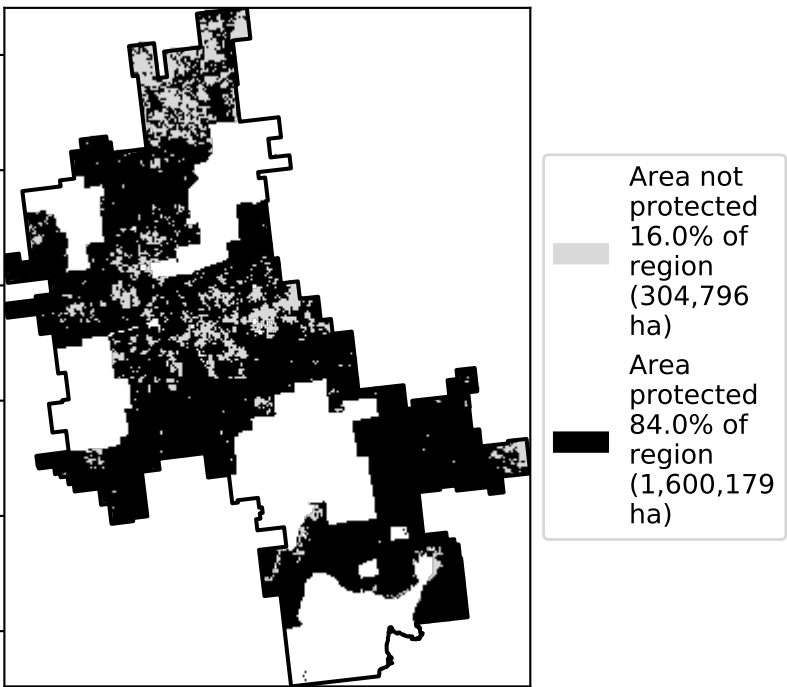 Area not
protected
16.0% of
region
(304,796
ha)
Area
protected
84.0% of
region
(1,600,179
ha)